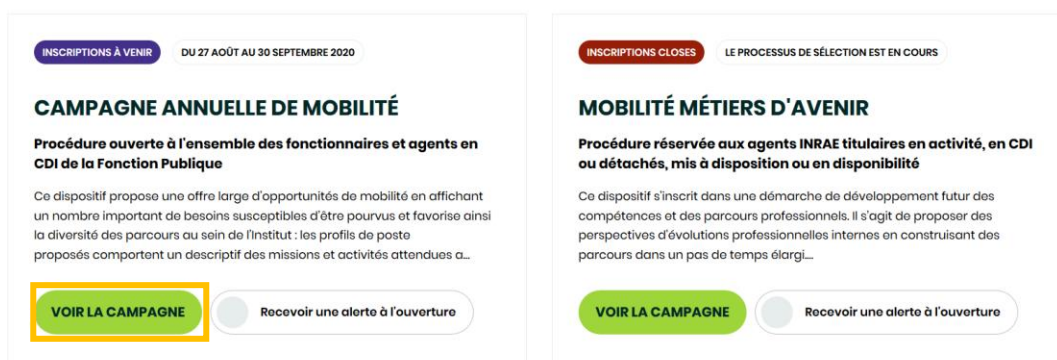 INSCRIPTIONS À VENIR
DU 27 AOÛT AU 30 SEPTEMBRE 2020
CAMPAGNE ANNUELLE DE MOBILITÉ
Procédure ouverte à l'ensemble des fonctionnaires et agents en
CDI de la Fonction Publique
Ce dispositif propose une offre large d'opportunités de mobilité en affichant
un nombre important de besoins susceptibles d'être pourvus et favorise ainsi
la diversité des parcours au sein de l'Institut : les profils de poste
proposés comportent un descriptif des missions et activités attendues a...
VOIR LA CAMPAGNE
Recevoir une alerte à l'ouverture
INSCRIPTIONS CLOSES
LE PROCESSUS DE SÉLECTION EST EN COURS
MOBILITÉ MÉTIERS D'AVENIR
Procédure réservée aux agents INRAE titulaires en activité, en CDI
ou détachés, mis à disposition ou en disponibilité
Ce dispositif s'inscrit dans une démarche de développement futur des
compétences et des parcours professionnels. Il s'agit de proposer des
perspectives d'évolutions professionnelles internes en construisant des
parcours dans un pas de temps élargi....
VOIR LA CAMPAGNE
Recevoir une alerte à l'ouverture